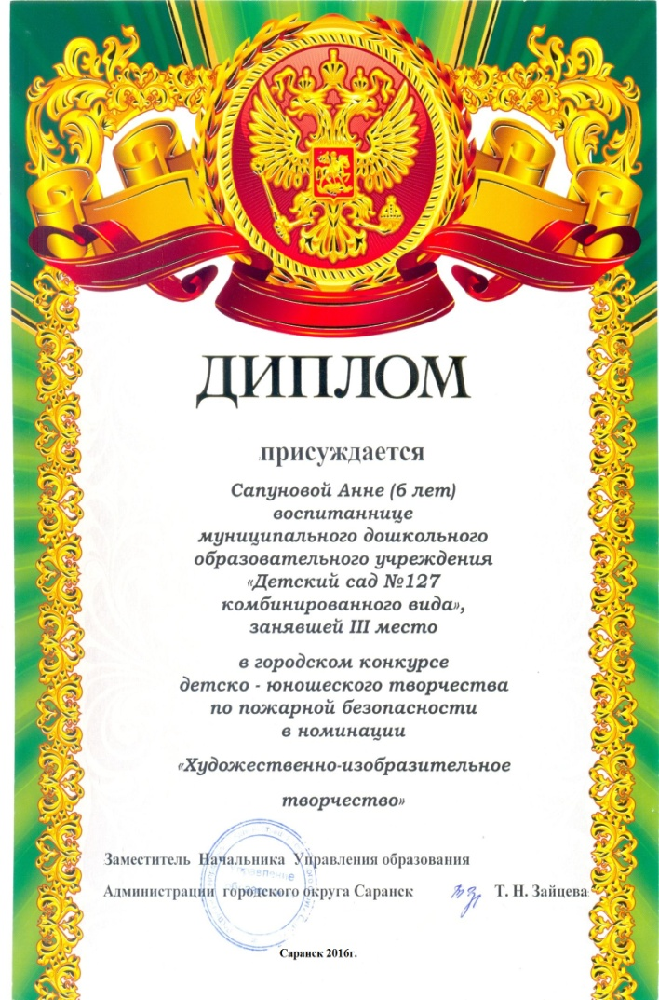 ДИПЛОМ
присуждается
Сапуновой Анне (6 лет)
воспитаннице
муниципального дошкольного
образовательного учреждения
«Детский сад №127
комбинированного вида»,
занявшей III место
в городском конкурсе
детско - юношеского творчества
по пожарной безопасности
в номинации
«Художественно-изобразительное
творчество»
Заместитель Начальника Управления образования
Администрации городского округа Саранск Т. Н. Зайцева
Саранск 2016г.